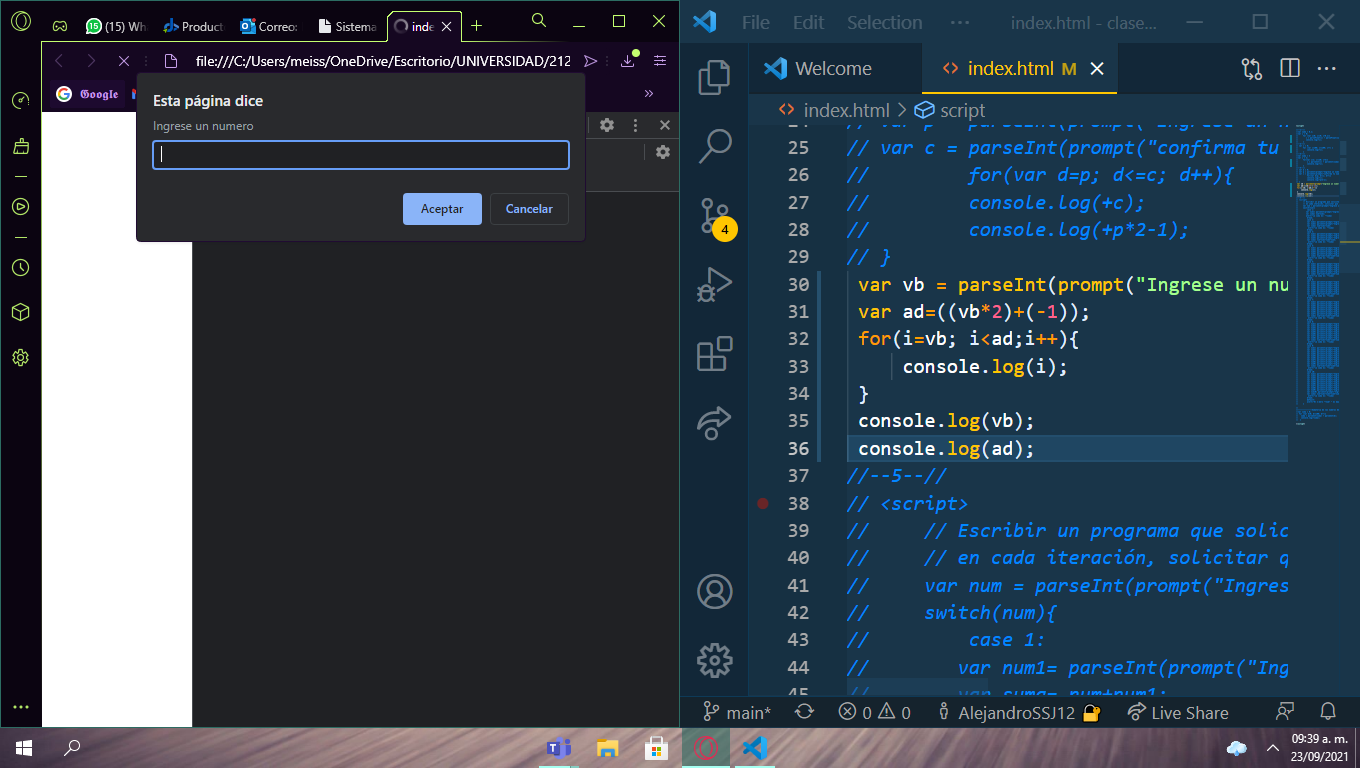 (15) Wh
Product
Correo:
Sistema
inde
file:///C:/Users/meiss/OneDrive/Escritorio/UNIVERSIDAD/212
Google
»
Esta página dice
Ingrese un numero
Aceptar
Cancelar
File Edit Selection ··· index.html - clase...
Welcome
index.html M
index.html > script
25 // var c = parseInt(prompt("confirma tu
26 // for(var d=p; d<=c; d++){
27 // console.log(+c);
28 // console.log(+p*2-1);
29 // }
30 var vb = parseInt(prompt("Ingrese un nu
31 var ad=((vb*2)+(-1));
32 for(i=vb; i<ad;i++){
33 console.log(i);
34 }
35 console.log(vb);
36 console.log(ad);
37 //--5--//
38 // <script>
39 // // Escribir un programa que solic
40 // // en cada iteración, solicitar q
41 // var num = parseInt(prompt("Ingres
42 // switch(num){
43 // case 1:
44 // var num1= parseInt(prompt("Ing
45 // var suma= num+num1;
4
main* 0 0 AlejandroSSJ12 Live Share
09:39 a. m.
23/09/2021